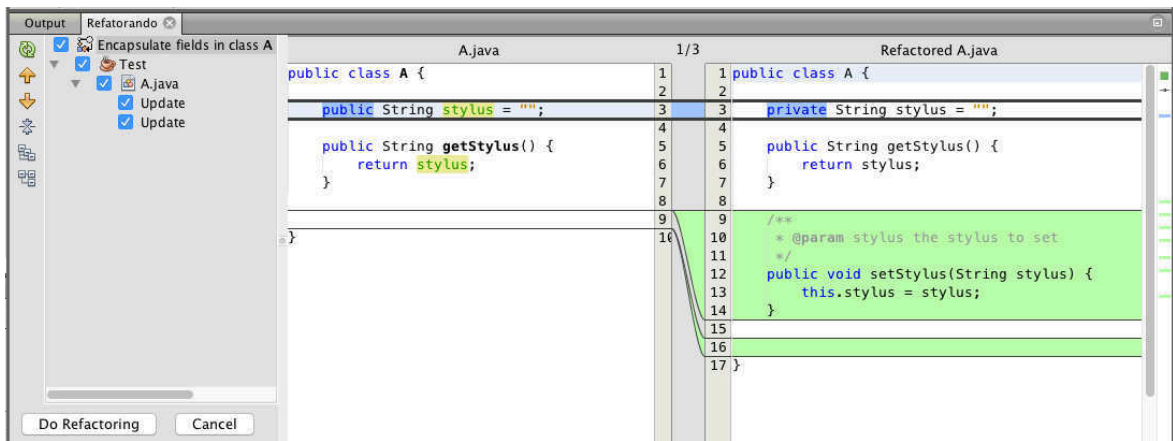 Output Refatorando
Encapsulate fields in class A
Test
A.java
Update
Update
Do Refactoring Cancel
A.java 1/3 Refactored A.java
public class A { 1
2
public String stylus = ""; 3
4
public String getStylus() { 5
return stylus; 6
} 7
8
9
} 10
1 public class A {
2
3 private String stylus = "";
4
5 public String getStylus() {
6 return stylus;
7 }
8
9 /**
10 * @param stylus the stylus to set
11 */
12 public void setStylus(String stylus) {
13 this.stylus = stylus;
14 }
15
16
17 }